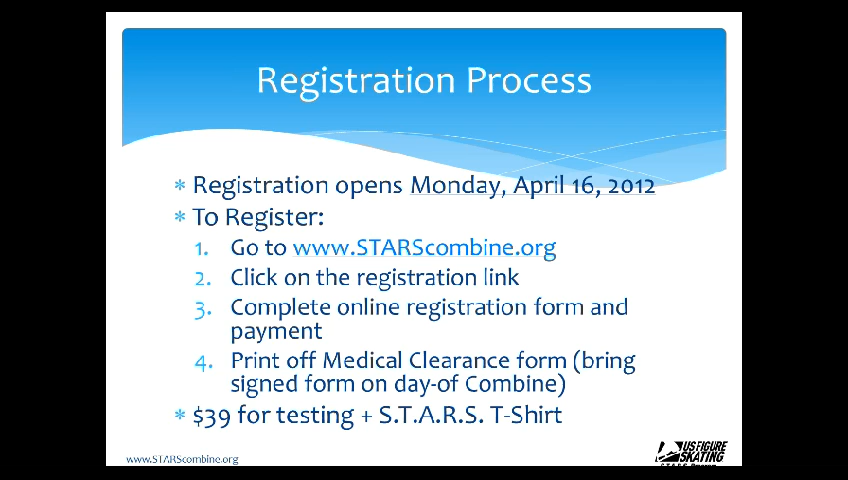 Registration Process
* Registration opens Monday, April 16, 2012
* To Register:
1. Go to www.STARScombine.org
2. Click on the registration link
3. Complete online registration form and
payment
4. Print off Medical Clearance form (bring
signed form on day-of Combine)
* $39 for testing + S.T.A.R.S. T-Shirt
www.STARScombine.org
US FIGURE
SKATING